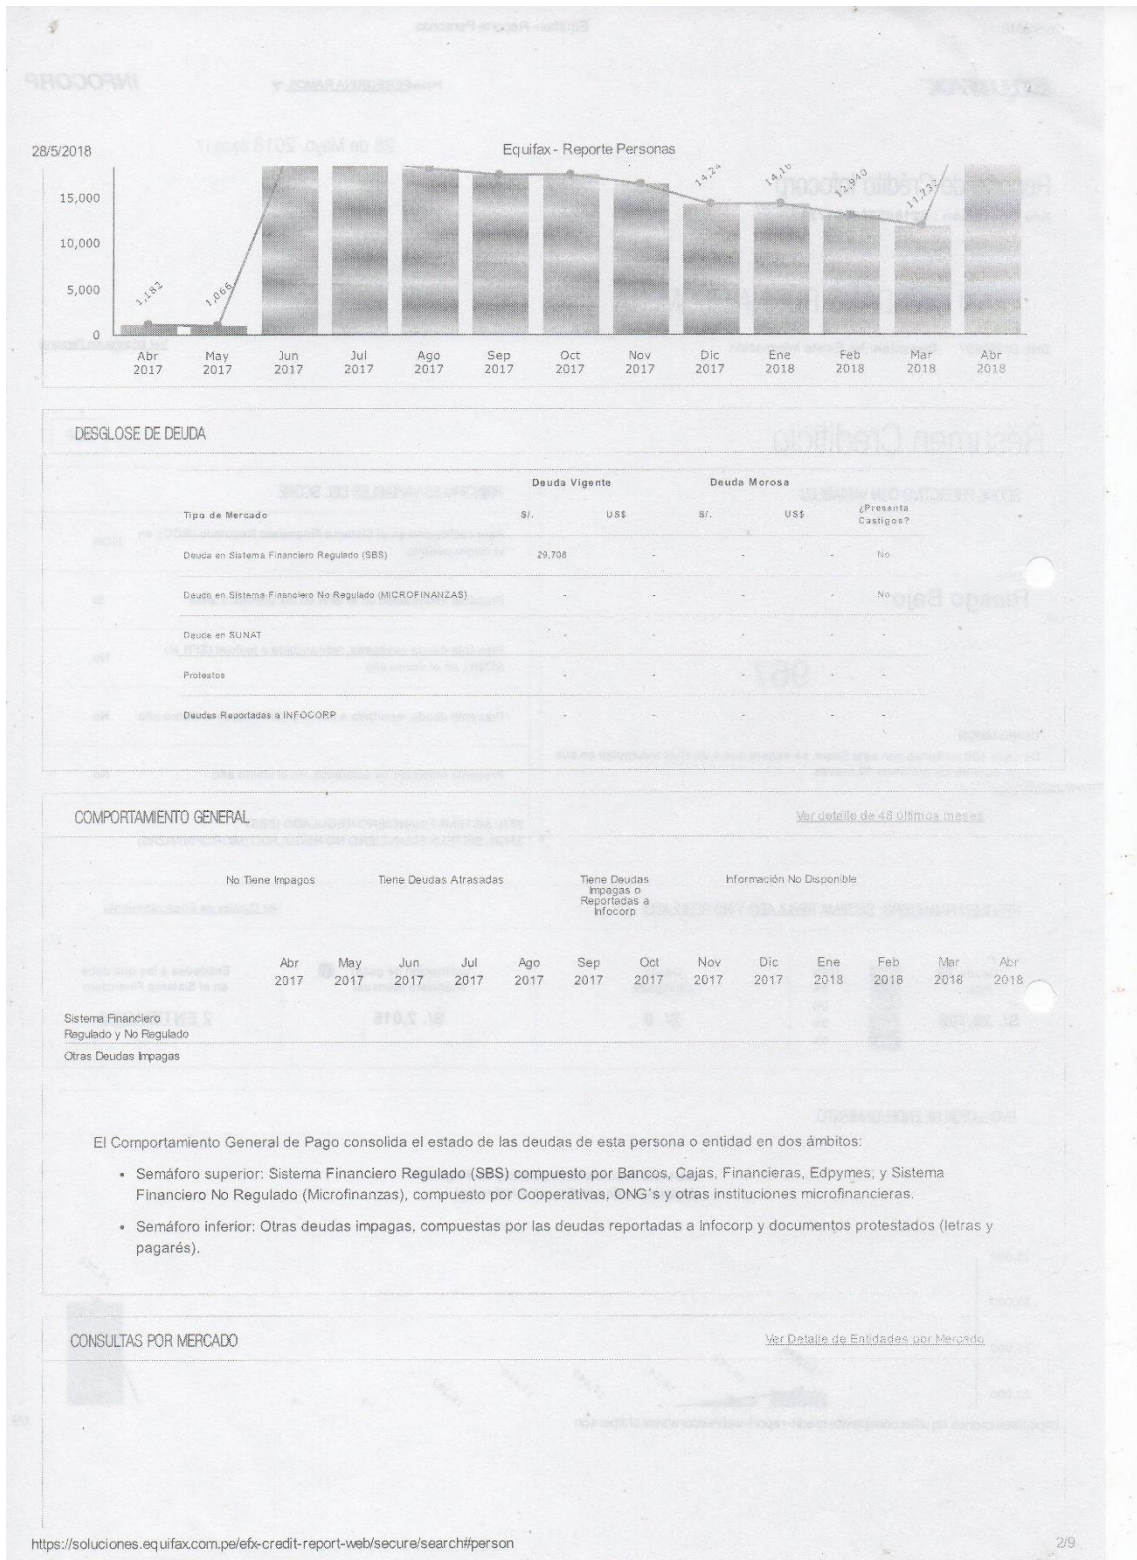 28/5/2018
Equifax - Reporte Personas
15,000
10,000
5,000
0
1,182
1,066
13,940
11,737
Abr May Jun Jul Ago Sep Oct Nov Dic Ene Feb Mar Abr
2017 2017 2017 2017 2017 2017 2017 2017 2017 2018 2018 2018 2018
DESGLOSE DE DEUDA
Deuda Vigente Deuda Morosa
Tipo de Mercado S/. US$ S/. US$ ¿Presenta Castigos?
Deuda en Sistema Financiero Regulado (SBS) 29,708 - - - No
Deuda en Sistema Financiero No Regulado (MICROFINANZAS) - - - - No
Deuda en SUNAT - - - - -
Protestos - - - - -
Deudas Reportadas a INFOCORP - - - - -
COMPORTAMIENTO GENERAL Ver detalle de 48 últimos meses
No Tiene Impagos Tiene Deudas Atrasadas Tiene Deudas Impagas o Reportadas a Infocorp Información No Disponible
Abr May Jun Jul Ago Sep Oct Nov Dic Ene Feb Mar Abr
2017 2017 2017 2017 2017 2017 2017 2017 2017 2018 2018 2018 2018
Sistema Financiero
Regulado y No Regulado
Otras Deudas Impagas
El Comportamiento General de Pago consolida el estado de las deudas de esta persona o entidad en dos ámbitos:
• Semáforo superior: Sistema Financiero Regulado (SBS) compuesto por Bancos, Cajas, Financieras, Edpymes; y Sistema
Financiero No Regulado (Microfinanzas), compuesto por Cooperativas, ONG´s y otras instituciones microfinancieras.
• Semáforo inferior: Otras deudas impagas, compuestas por las deudas reportadas a Infocorp y documentos protestados (letras y
pagarés).
CONSULTAS POR MERCADO Ver Detalle de Entidades por Mercado
https://soluciones.equifax.com.pe/efx-credit-report-web/secure/search#person 2/9